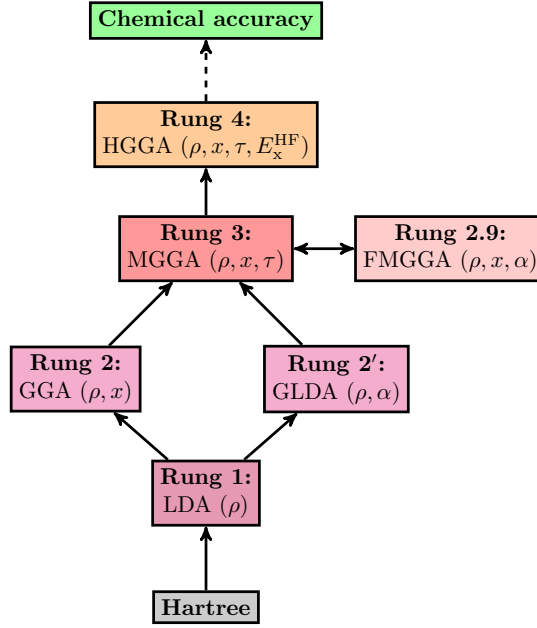 Chemical accuracy
Rung 4:
HGGA (ρ, x, τ, E_x^HF)
Rung 3:
MGGA (ρ, x, τ)
Rung 2.9:
FMGGA (ρ, x, α)
Rung 2:
GGA (ρ, x)
Rung 2′:
GLDA (ρ, α)
Rung 1:
LDA (ρ)
Hartree